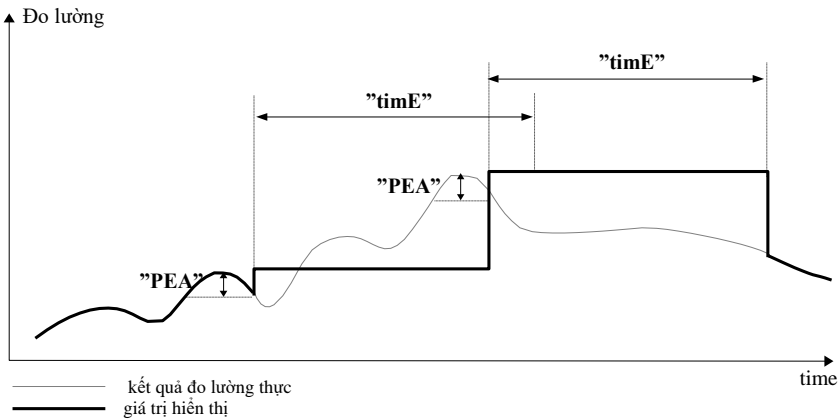 Đo lường
”timE”
”timE”
”PEA”
”PEA”
time
kết quả đo lường thực
giá trị hiển thị